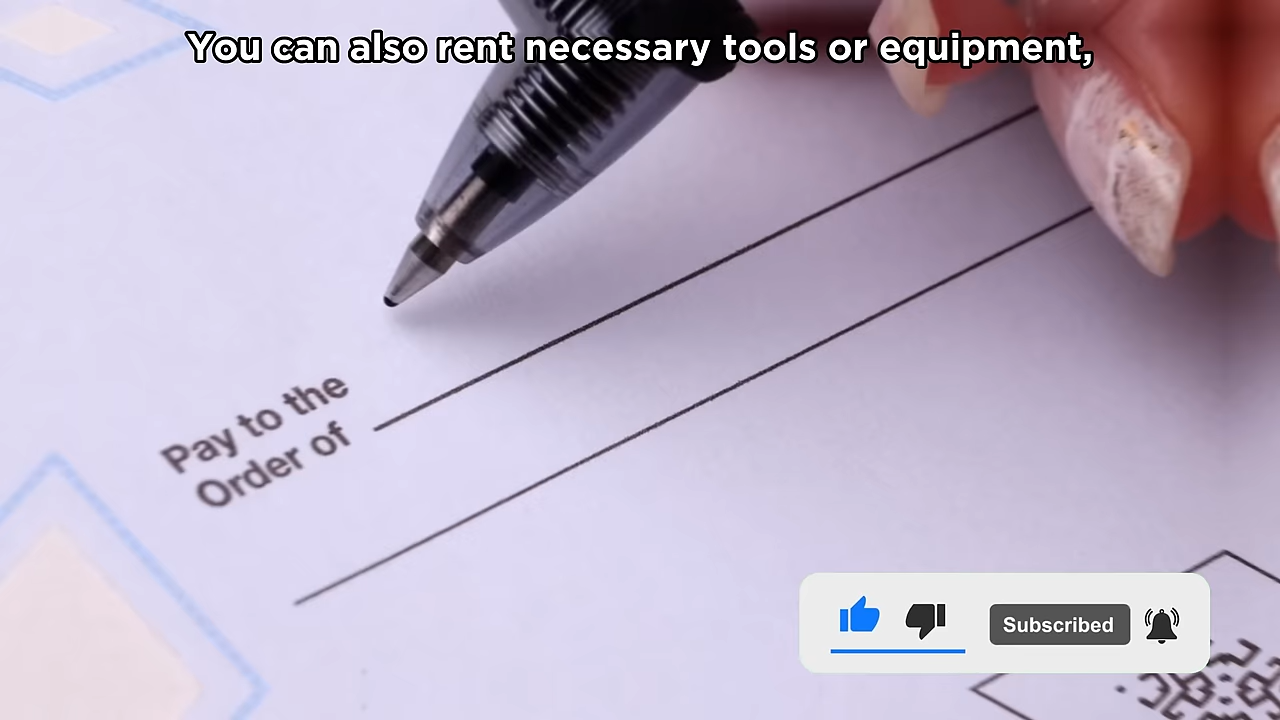 You can also rent necessary tools or equipment,
Pay to the
Order of
Subscribed